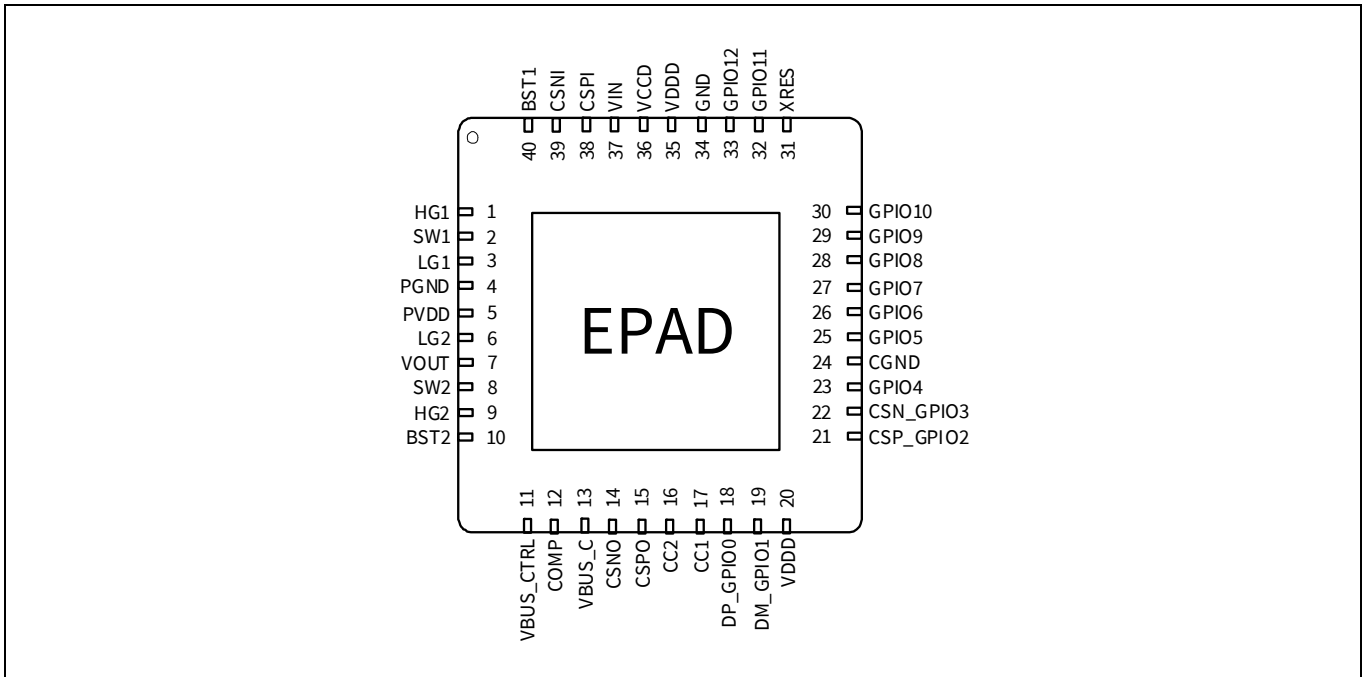 BST1 CSNI CSPI VIN VCCD VDDD GND GPIO12 GPIO11 XRES
40 39 38 37 36 35 34 33 32 31
HG1 1
SW1 2
LG1 3
PGND 4
PVDD 5
LG2 6
VOUT 7
SW2 8
HG2 9
BST2 10
EPAD
30 GPIO10
29 GPIO9
28 GPIO8
27 GPIO7
26 GPIO6
25 GPIO5
24 CGND
23 GPIO4
22 CSN_GPIO3
21 CSP_GPIO2
11 12 13 14 15 16 17 18 19 20
VBUS_CTRL COMP VBUS_C CSNO CSPO CC2 CC1 DP_GPIO0 DM_GPIO1 VDDD